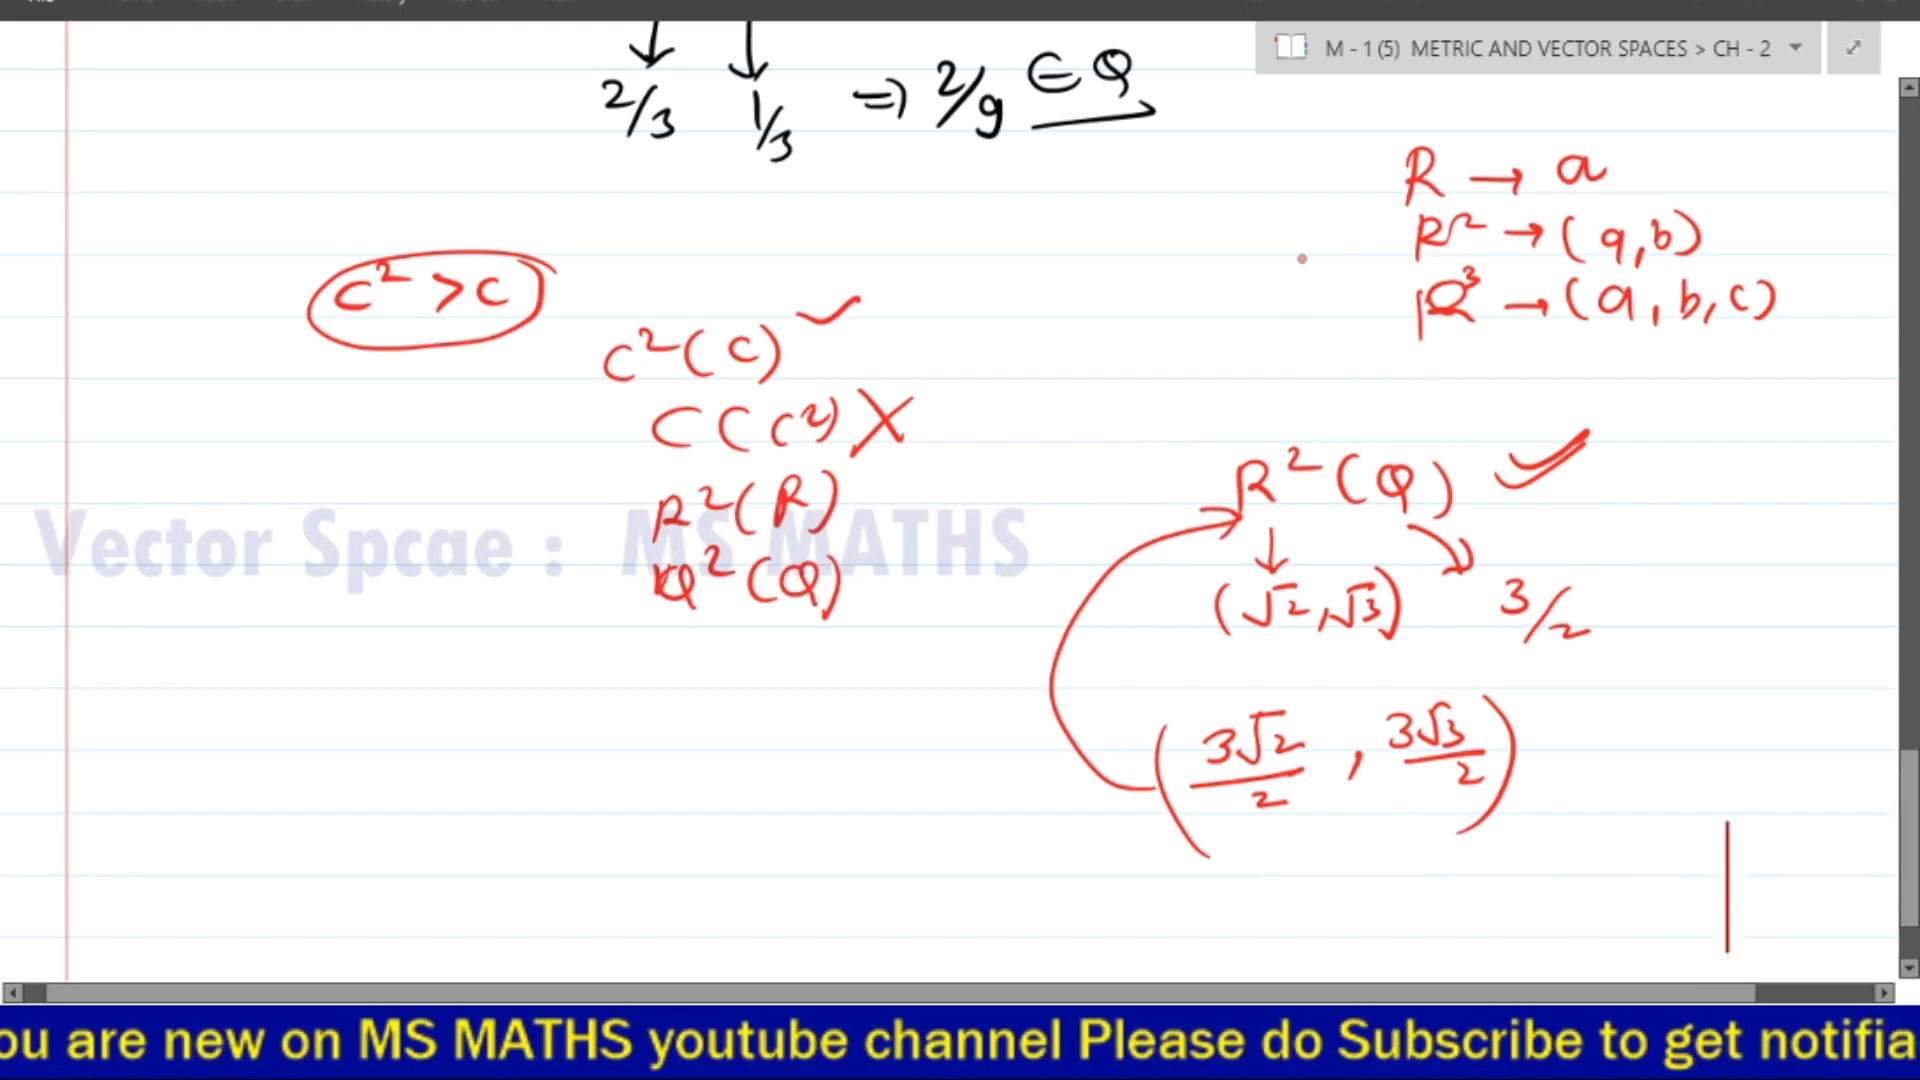 M - 1 (5) METRIC AND VECTOR SPACES > CH - 2
2/3 1/3 => 2/9 ∈ Q
R → a
R² → (a,b)
R³ → (a, b, c)
C² > C
C²(C) ✓
C(C²) X
R²(R)
Q²(Q)
R²(Q) ✓
(√2,√3) 3/2
(3√2/2 , 3√3/2)
Vector Spcae : MS MATHS
ou are new on MS MATHS youtube channel Please do Subscribe to get notifia